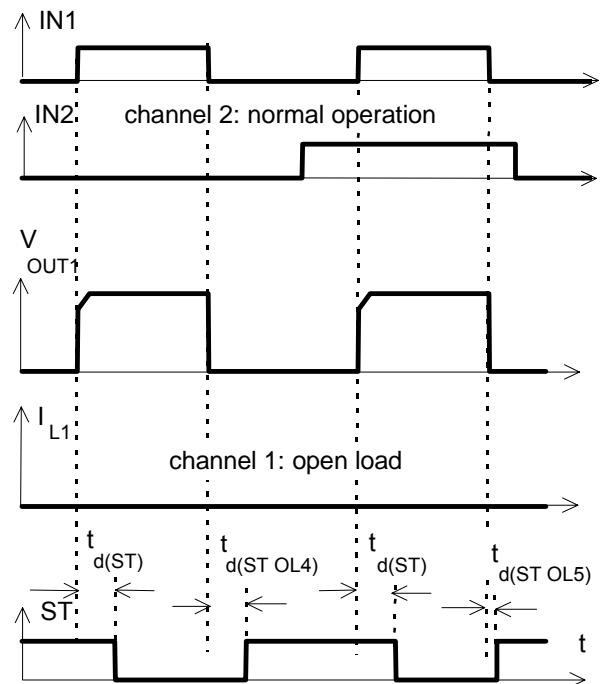 IN1
IN2
channel 2: normal operation
V
OUT1
I L1
channel 1: open load
t d(ST)
t d(ST OL4)
t d(ST)
t d(ST OL5)
ST
t